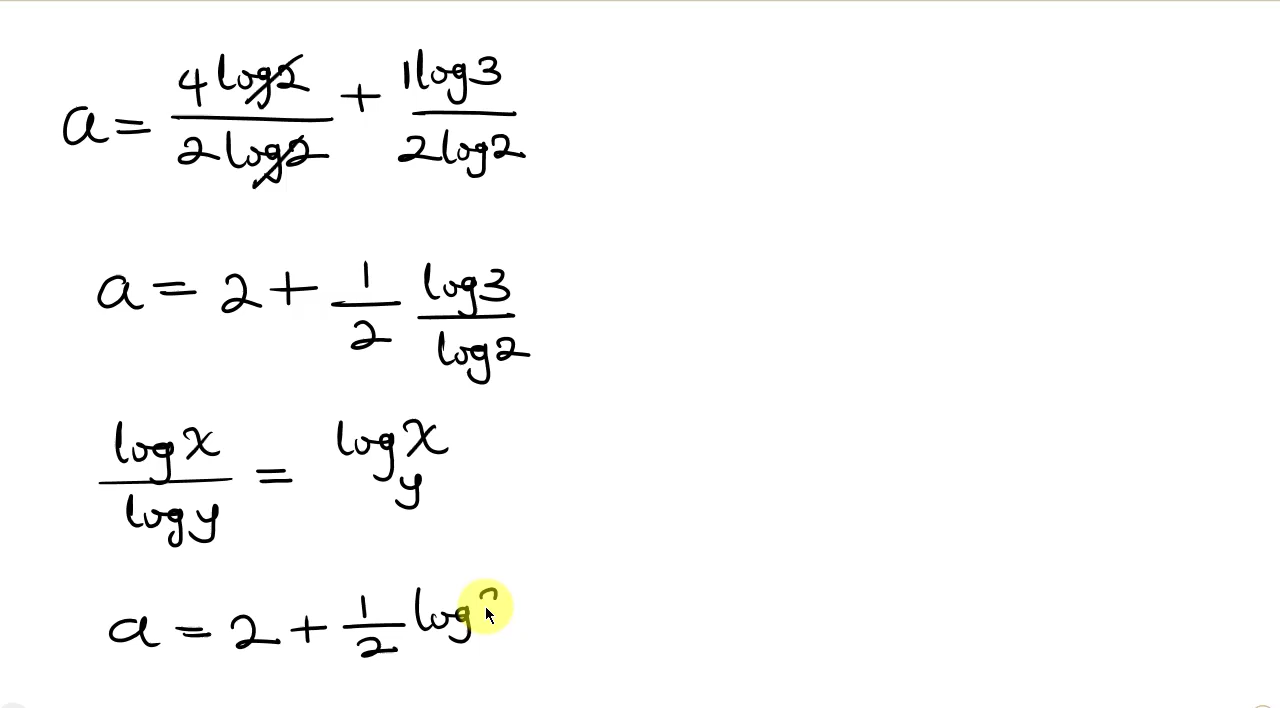 a = 4log2/2log2 + 1log3/2log2
a = 2 + 1/2 log3/log2
logx/logy = log_y x
a = 2 + 1/2 log